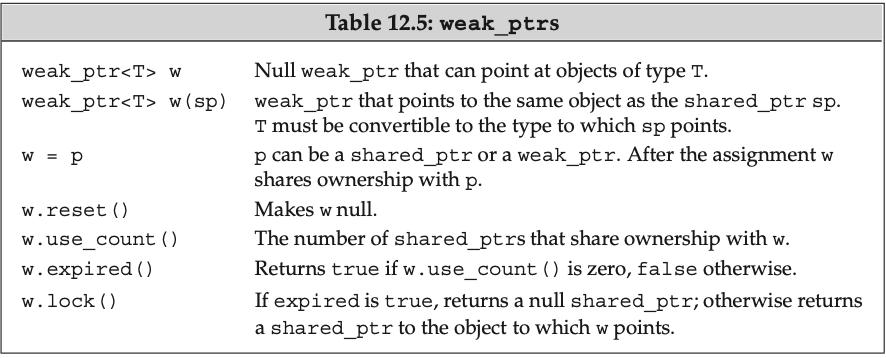 Table 12.5: weak_ptrs
weak_ptr<T> w Null weak_ptr that can point at objects of type T.
weak_ptr<T> w(sp) weak_ptr that points to the same object as the shared_ptr sp.
T must be convertible to the type to which sp points.
w = p p can be a shared_ptr or a weak_ptr. After the assignment w
shares ownership with p.
w.reset() Makes w null.
w.use_count() The number of shared_ptrs that share ownership with w.
w.expired() Returns true if w.use_count() is zero, false otherwise.
w.lock() If expired is true, returns a null shared_ptr; otherwise returns
a shared_ptr to the object to which w points.